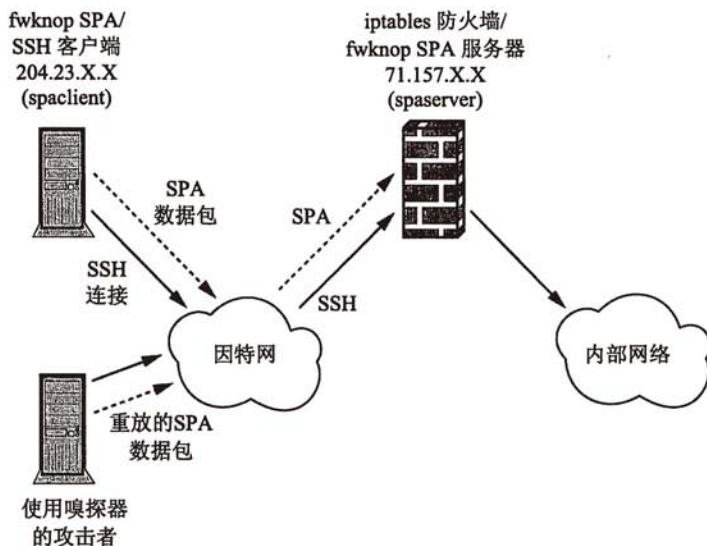 fwknop SPA/
SSH 客户端
204.23.X.X
(spaclient)
iptables 防火墙/
fwknop SPA 服务器
71.157.X.X
(spaserver)
SPA
数据包
SPA
SSH
连接
SSH
因特网
内部网络
重放的SPA
数据包
使用嗅探器
的攻击者